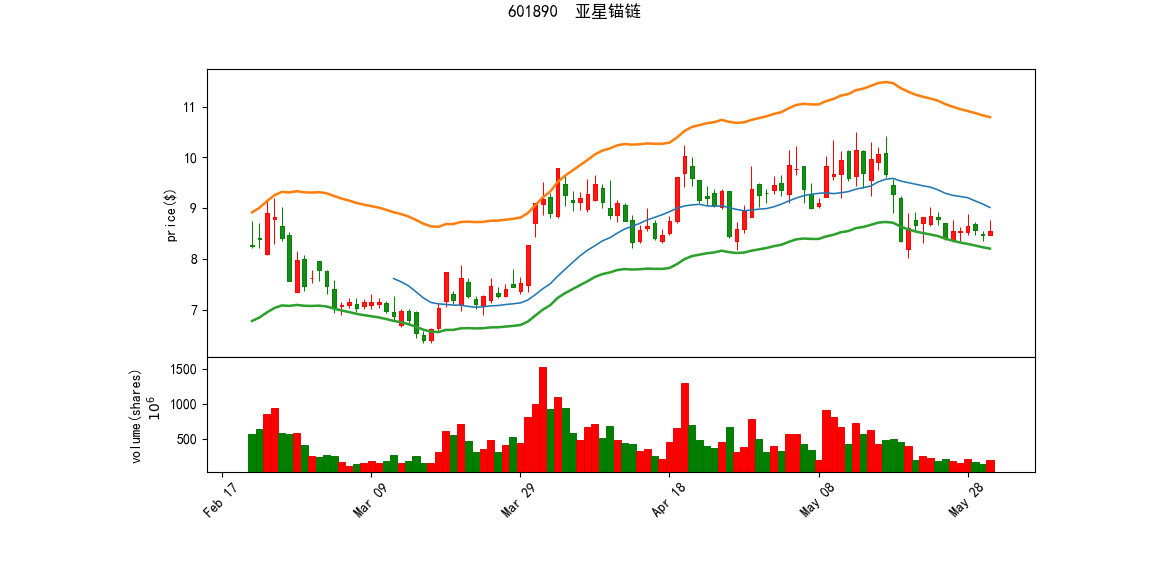 601890  亚星锚链
price($)
11
10
9
8
7
volume(shares)
10^6
1500
1000
500
Feb 17
Mar 09
Mar 29
Apr 18
May 08
May 28